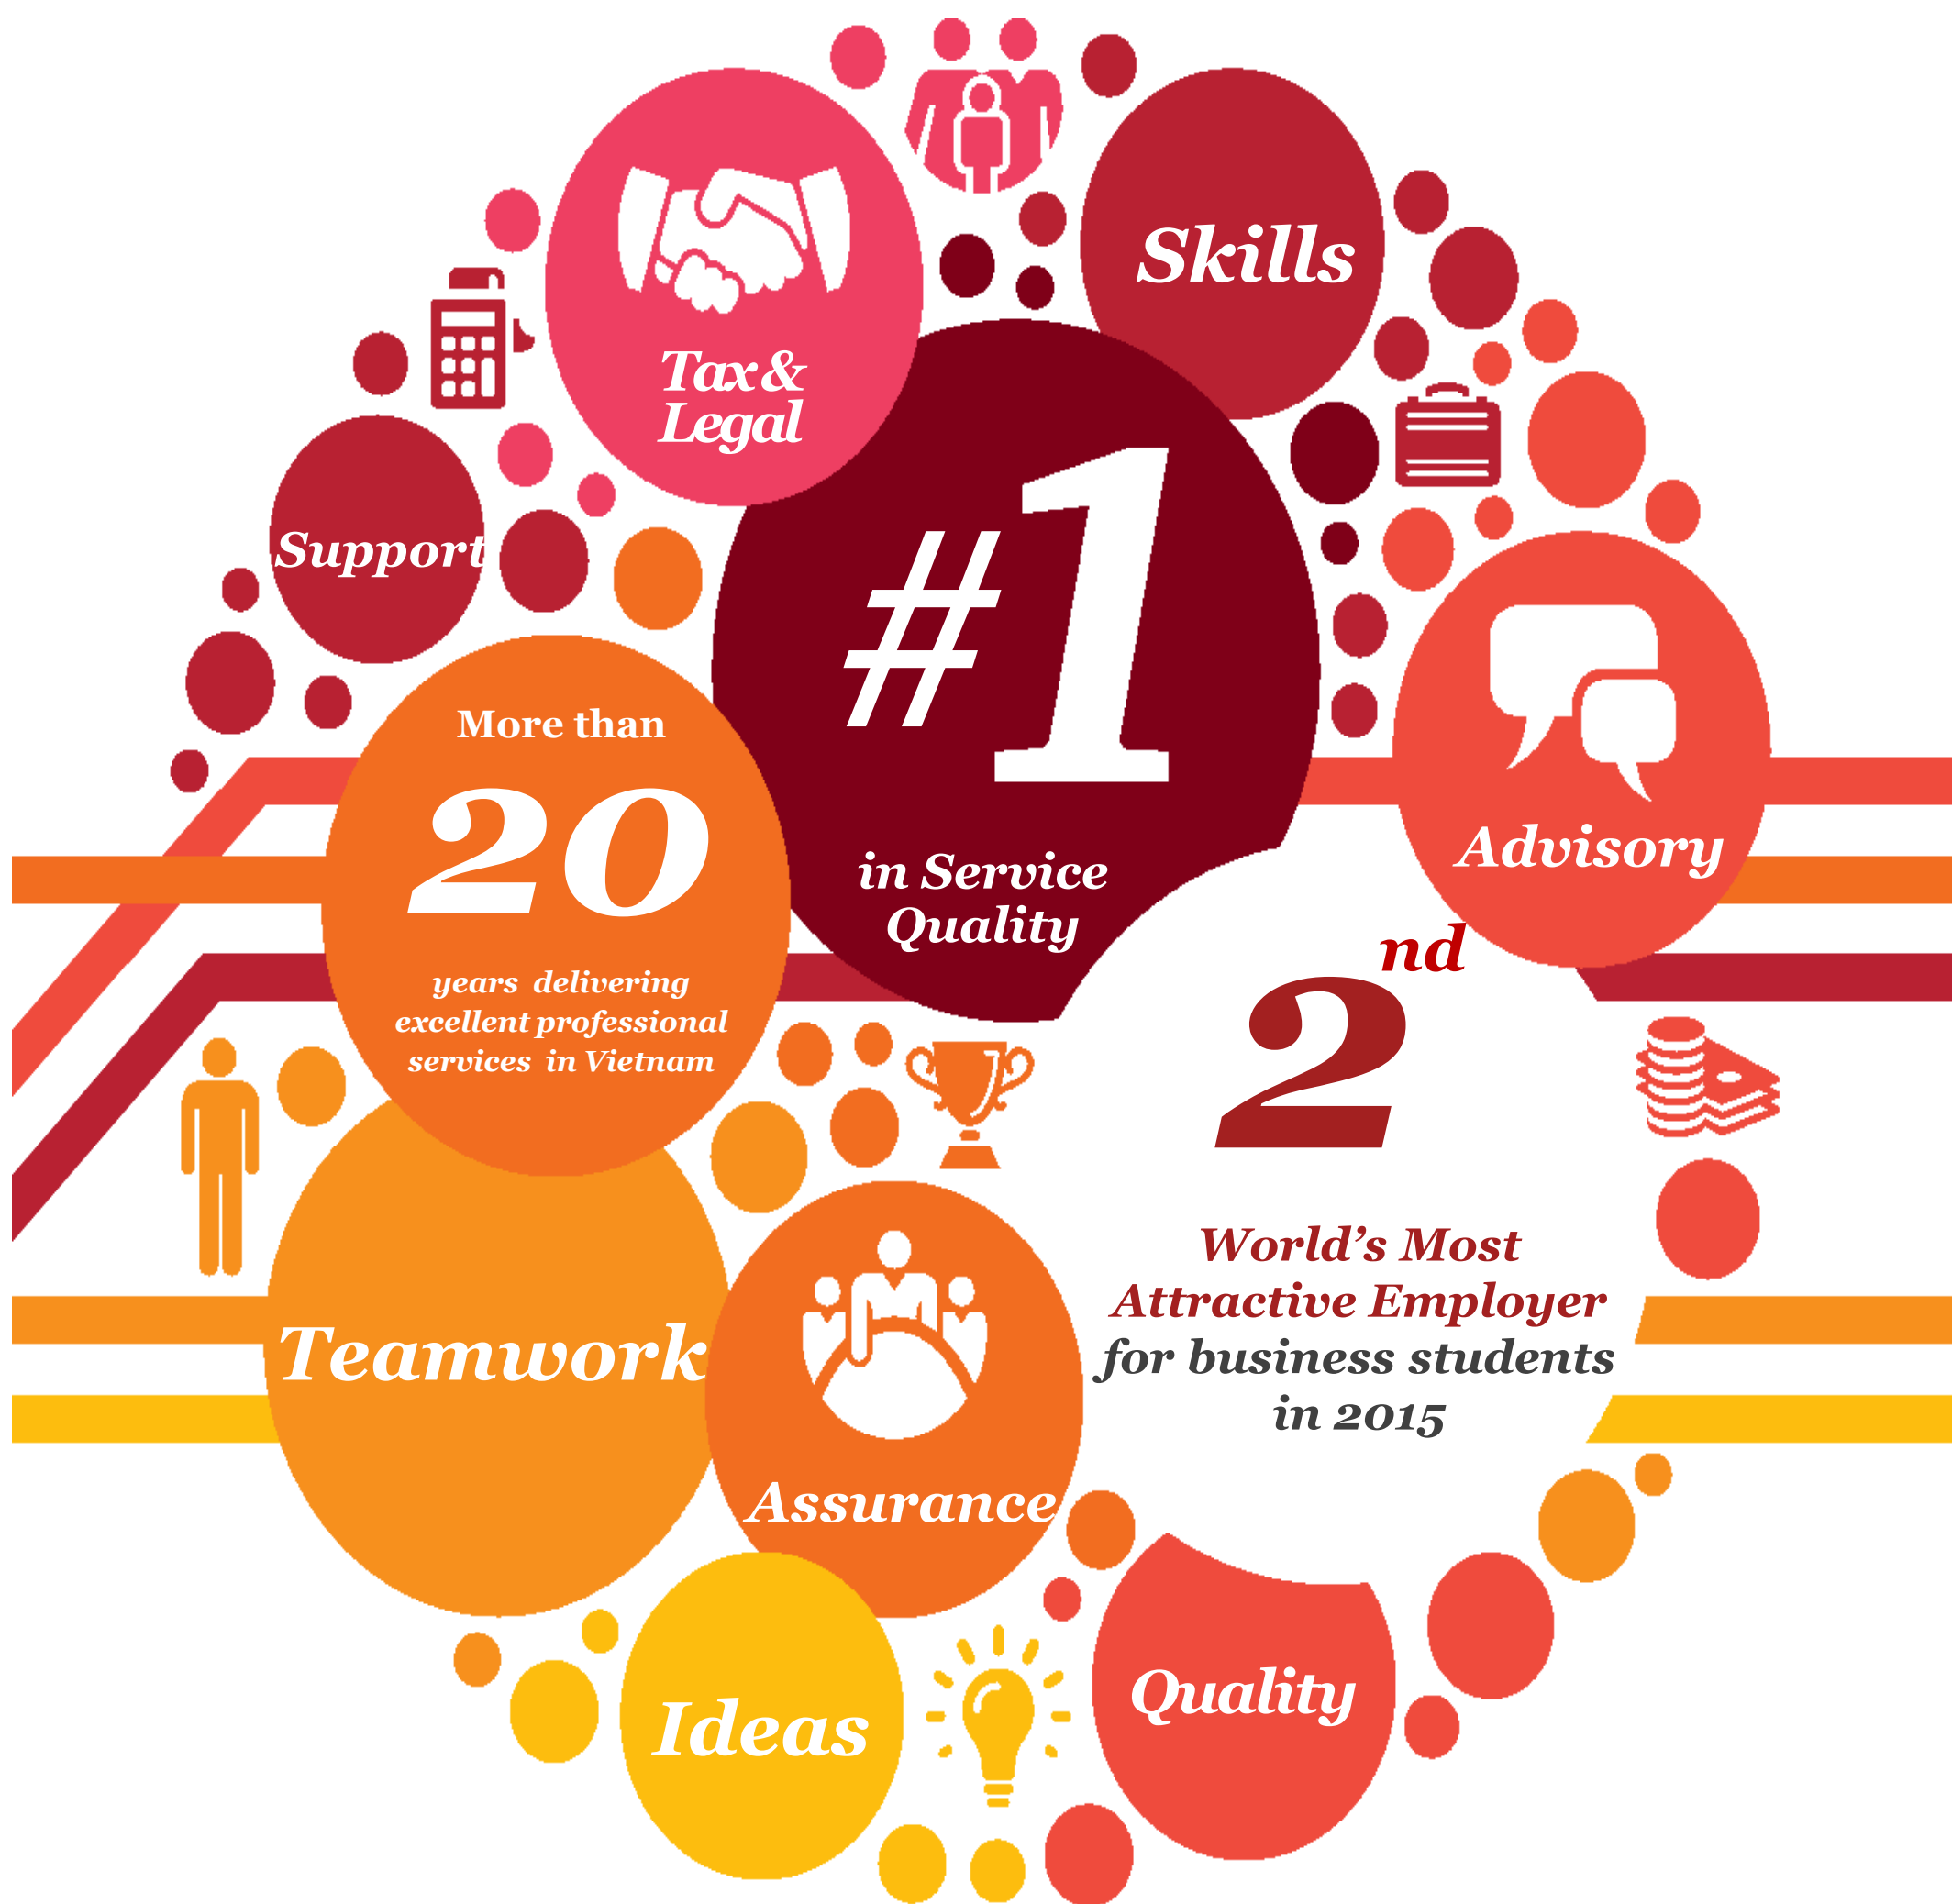 Skills
Tax &
Legal
Support
#1
in Service
Quality
More than
20
years delivering
excellent professional
services in Vietnam
Advisory
2nd
World's Most
Attractive Employer
for business students
in 2015
Teamwork
Assurance
Ideas
Quality